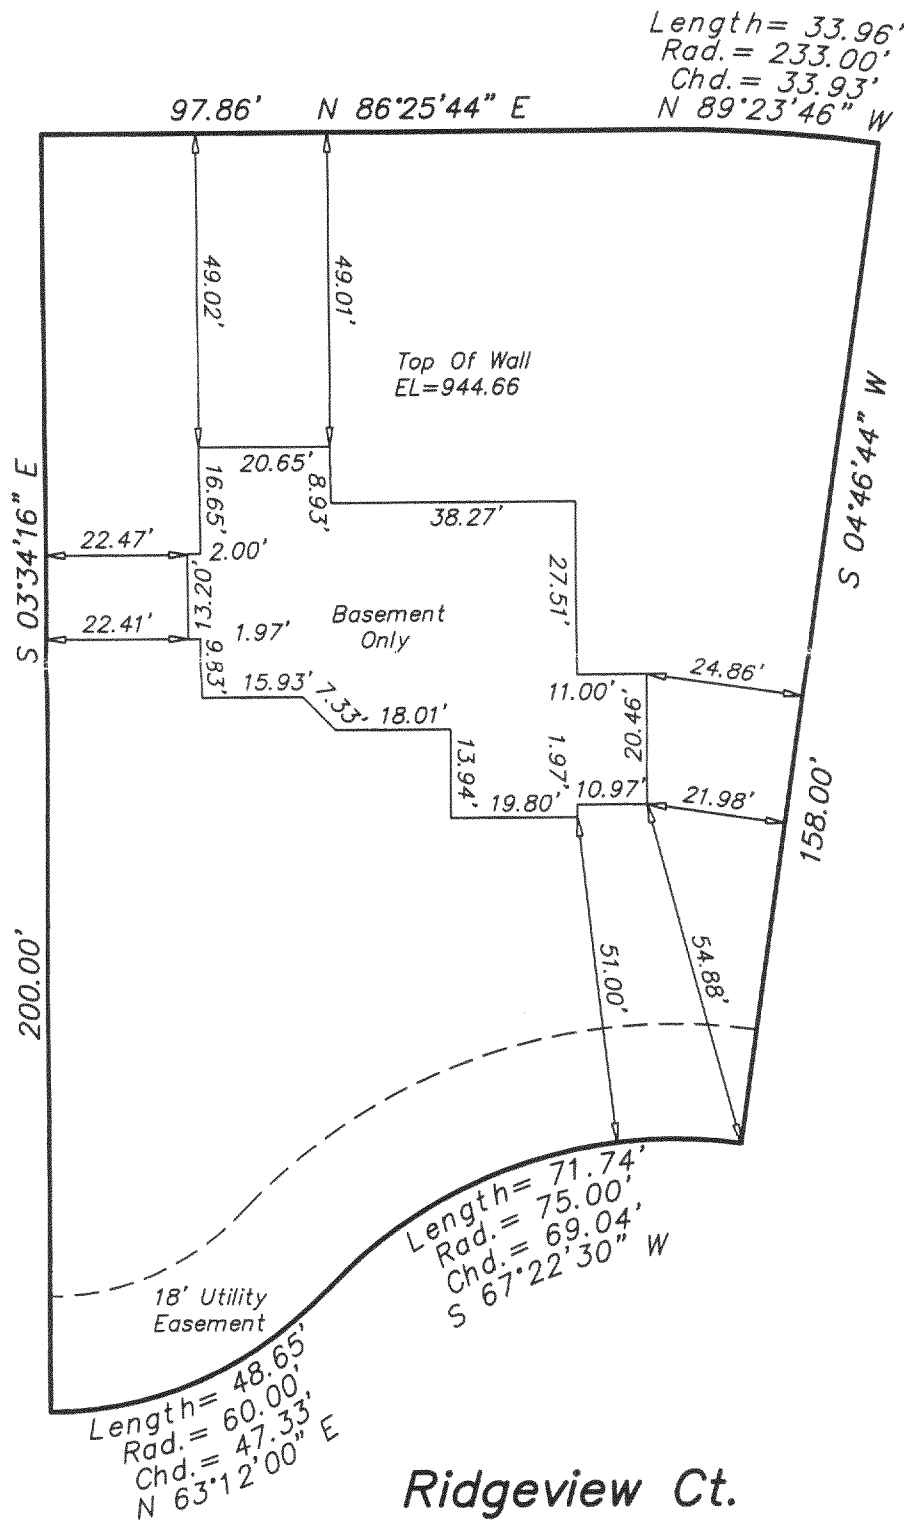 Length= 33.96'
Rad.= 233.00'
Chd.= 33.93'
N 89°23'46" W
97.86'
N 86°25'44" E
49.02'
49.01'
Top Of Wall
EL=944.66
S 03°34'16" E
200.00'
S 04°46'44" W
158.00'
20.65'
16.65'
8.93'
38.27'
22.47'
2.00'
13.20'
27.51'
Basement
Only
22.41'
1.97'
9.83'
15.93'
7.33'
18.01'
11.00'
24.86'
20.46'
13.94'
1.97'
19.80'
10.97'
21.98'
51.00'
54.88'
Length= 71.74'
Rad.= 75.00'
Chd.= 69.04'
S 67°22'30" W
18' Utility
Easement
Length= 48.65'
Rad.= 60.00'
Chd.= 47.33'
N 63°12'00" E
Ridgeview Ct.